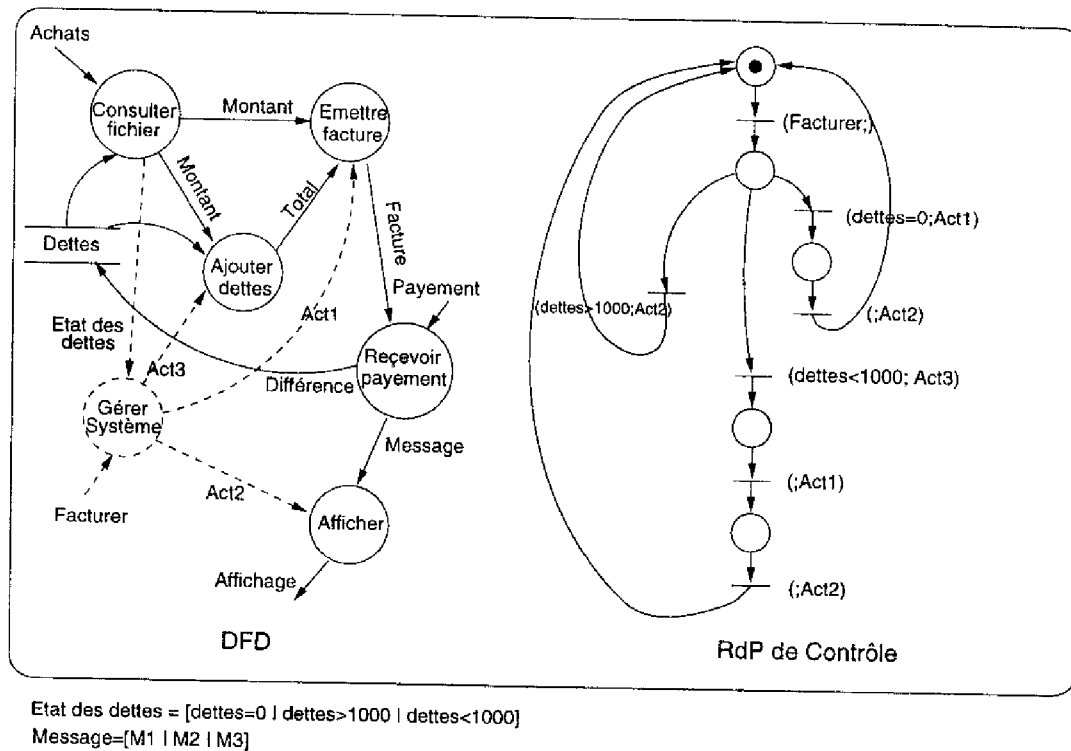 Achats
Consulter
fichier
Montant
Emettre
facture
Montant
Total
Facture
Dettes
Ajouter
dettes
Payement
Act1
Etat des
dettes
Act3
Différence
Reçevoir
payement
Gérer
Système
Message
Act2
Facturer
Afficher
Affichage
DFD
(Facturer;)
(dettes=0;Act1)
(dettes>1000;Act2)
(;Act2)
(dettes<1000; Act3)
(;Act1)
(;Act2)
RdP de Contrôle
Etat des dettes = [dettes=0 | dettes>1000 | dettes<1000]
Message=[M1 | M2 | M3]